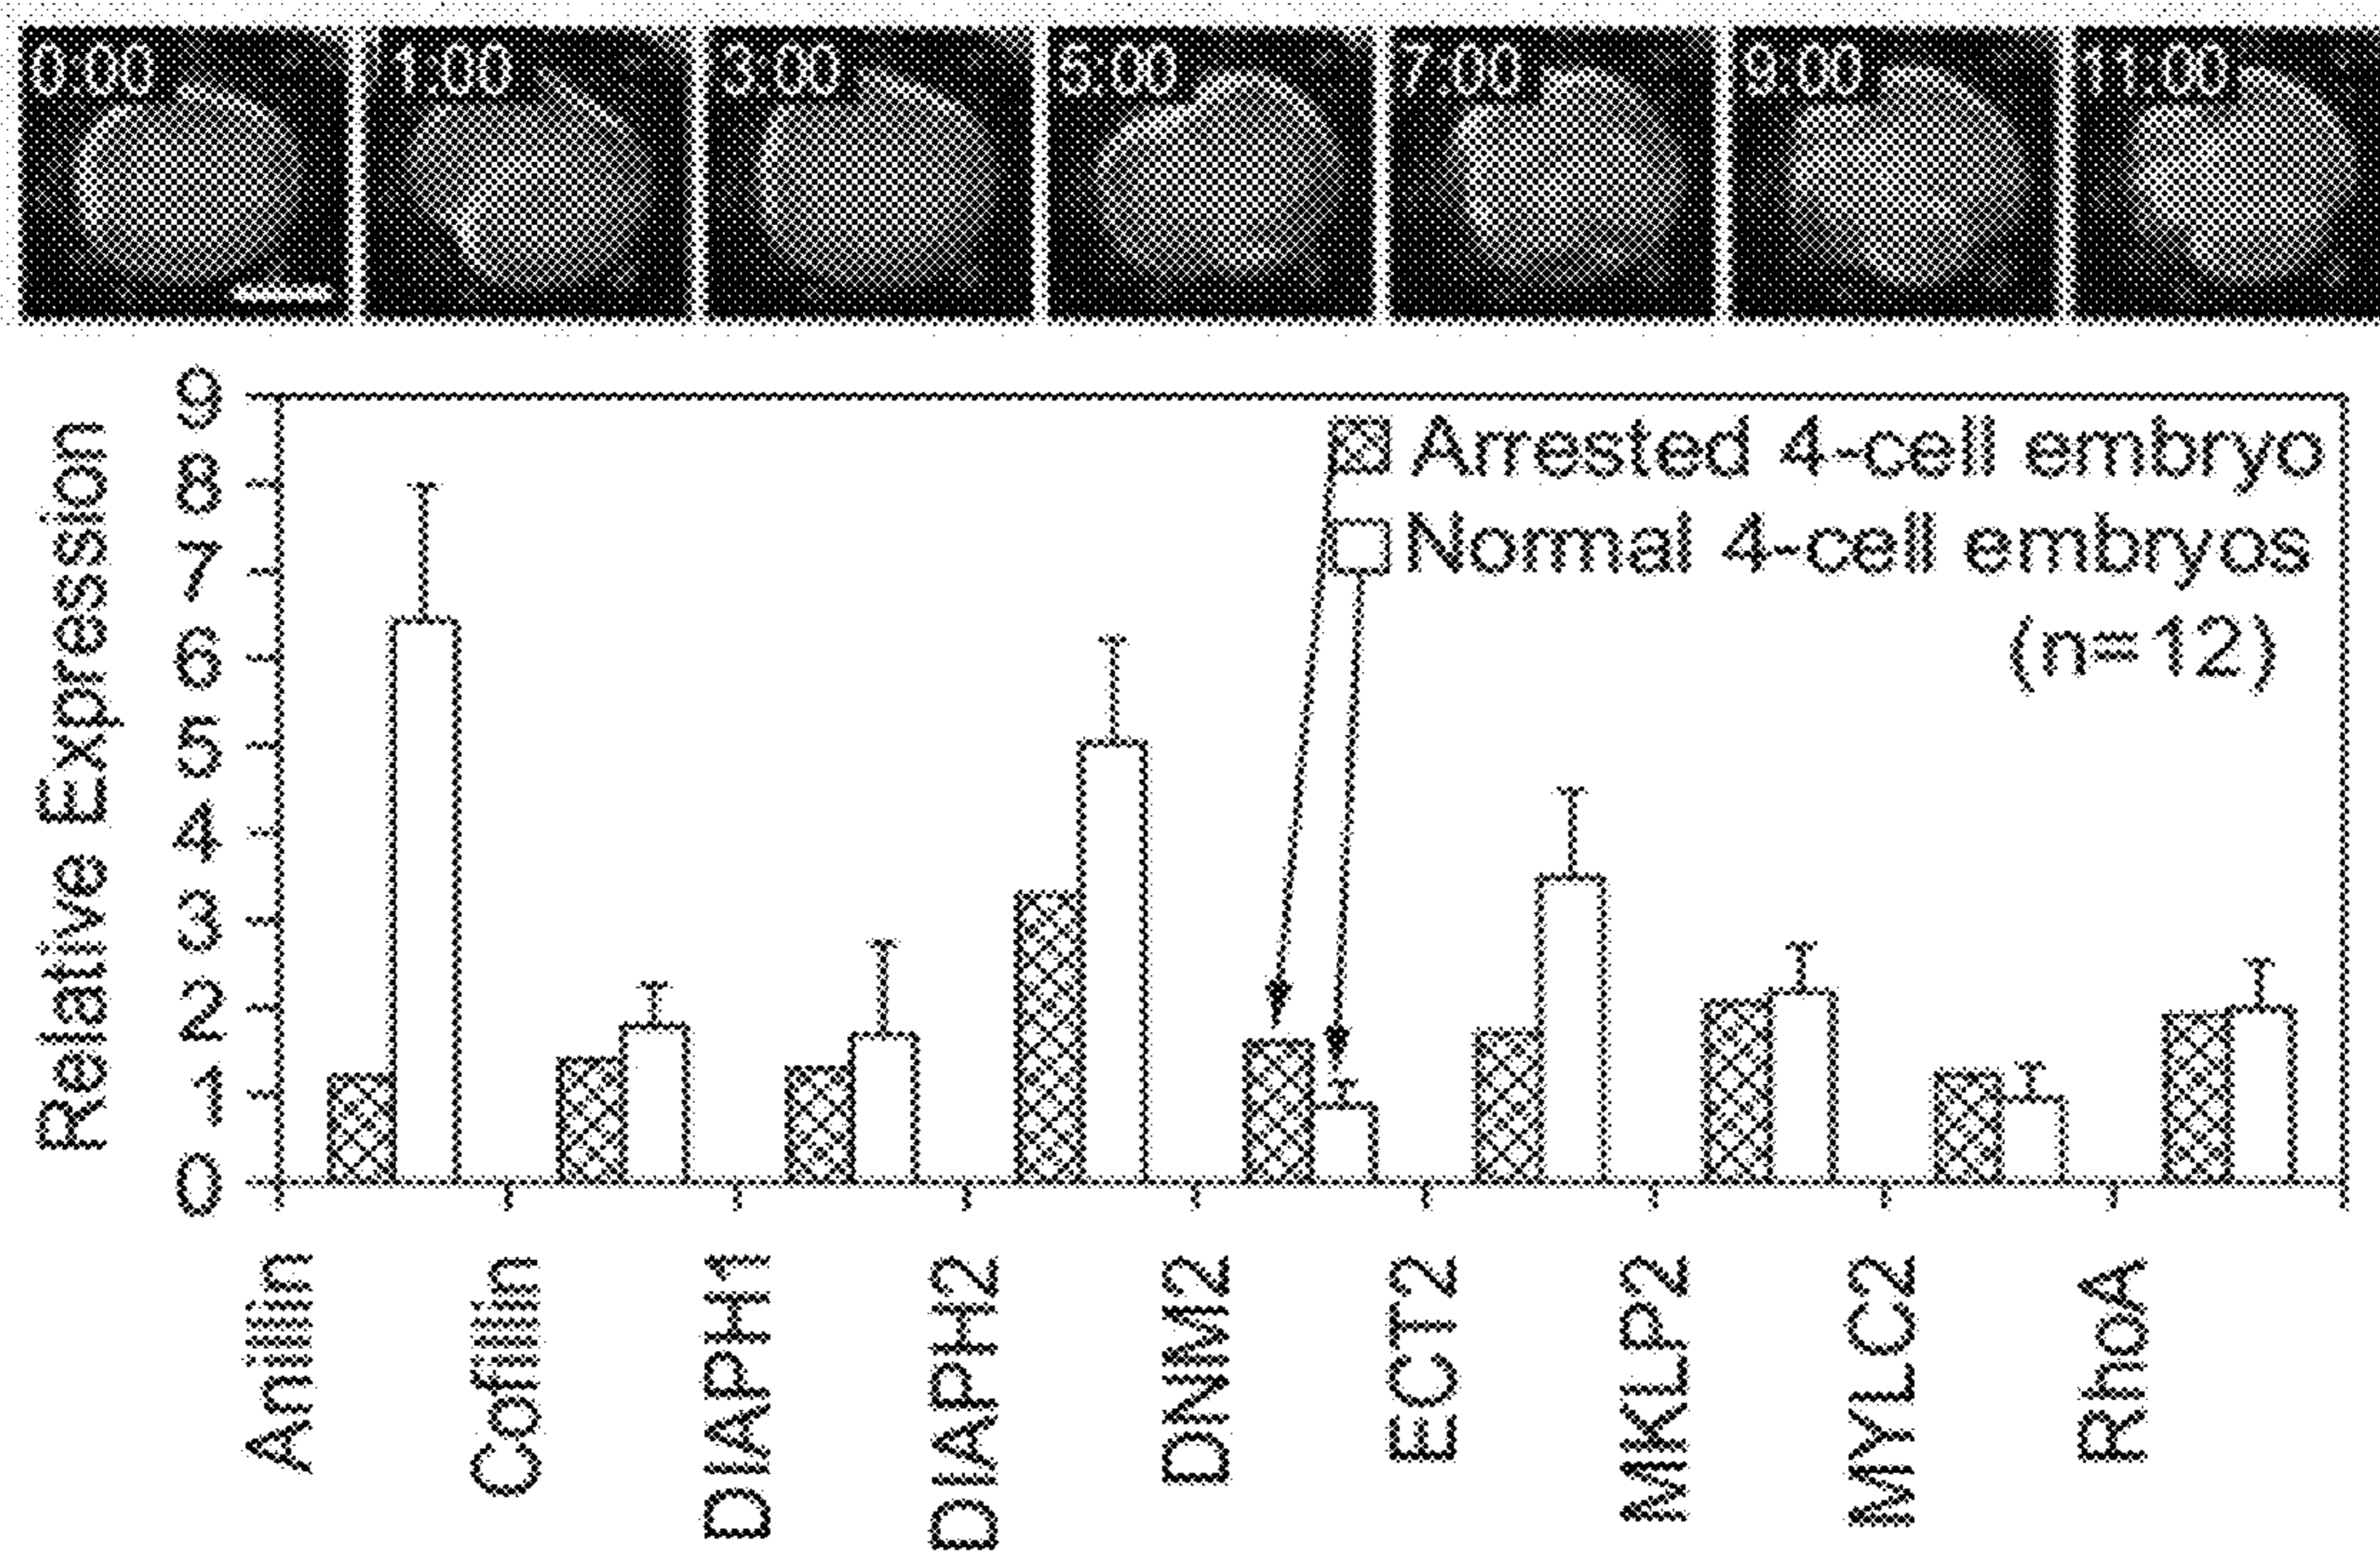 0:00 1:00 3:00 5:00 7:00 9:00 11:00
Relative Expression
9
8
7
6
5
4
3
2
1
0
Arrested 4-cell embryo
Normal 4-cell embryos
(n=12)
Anillin
Cofilin
DIAPH1
DIAPH2
DNM2
ECT2
MKLP2
MYLC2
RhoA